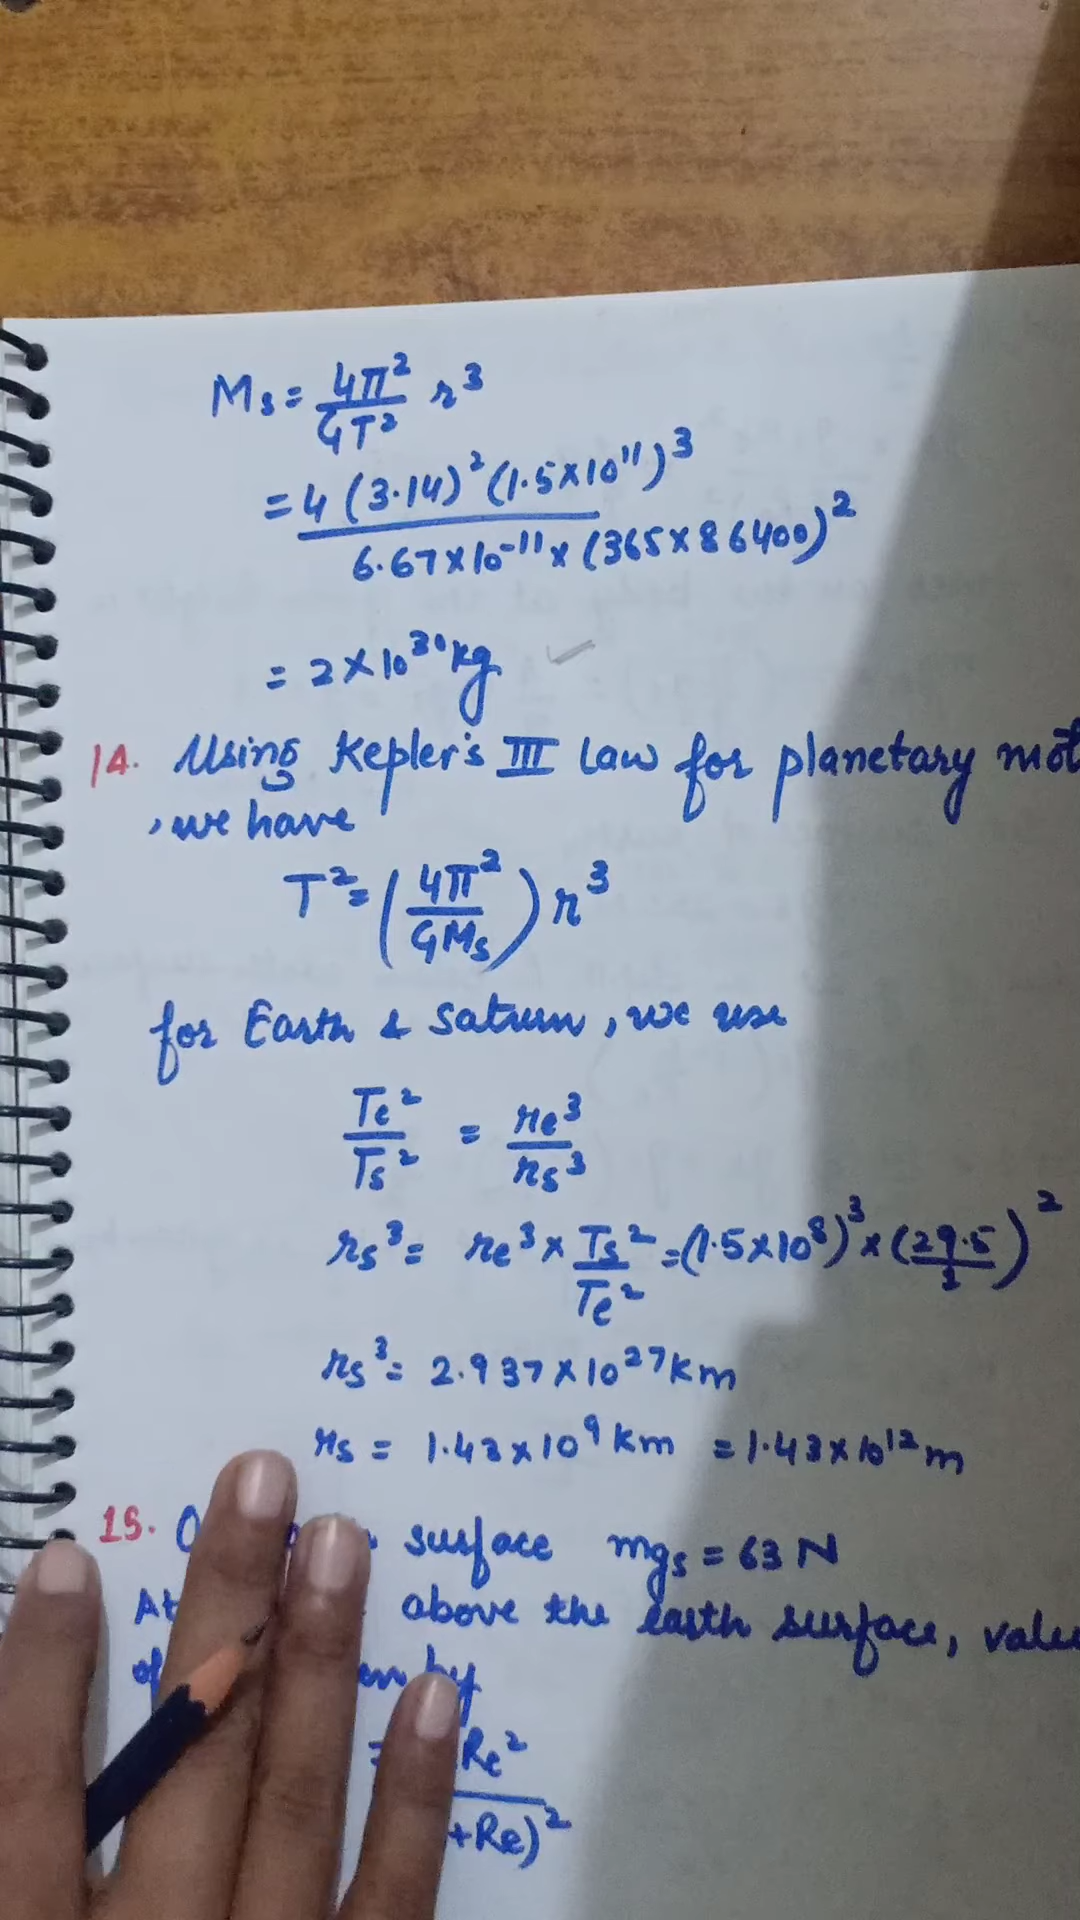 Ms = 4π²/GT² r³
= 4 (3.14)² (1.5×10¹¹)³ / 6.67×10⁻¹¹ × (365×86400)²
= 2×10³⁰ kg
14. Using Kepler's III law for planetary mot
, we have
T² = (4π²/GMs) r³
for Earth & Saturn, we use
Te²/Ts² = re³/rs³
rs³ = re³ × Ts²/Te² = (1.5×10⁸)³ × (29.5/1)²
rs³ = 2.937×10²⁷ km
rs = 1.43×10⁹ km = 1.43×10¹² m
15. surface mgs = 63 N
At above the earth surface, value
by
= Re²
+Re)²